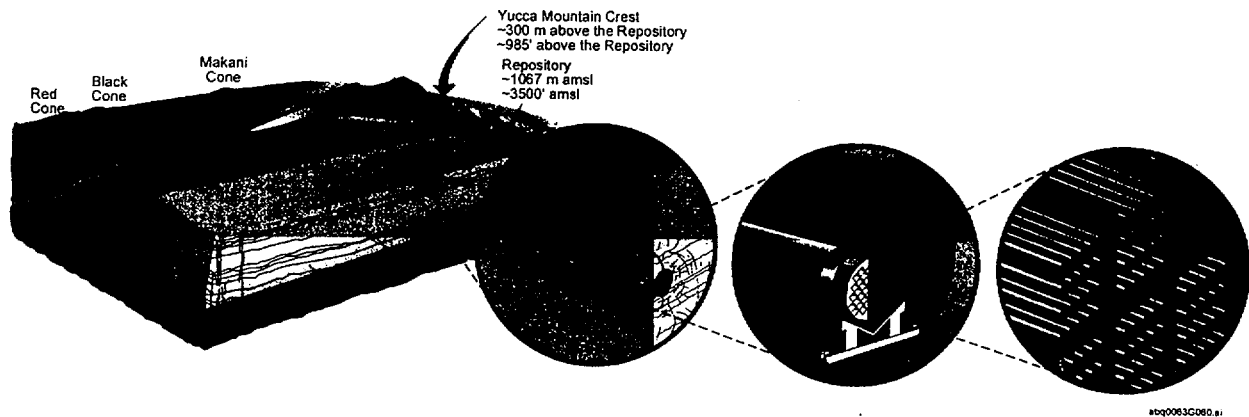 Yucca Mountain Crest
~300 m above the Repository
~985' above the Repository
Repository
~1067 m amsl
~3500' amsl
Makani
Cone
Black
Cone
Red
Cone
abq0063G060.ai